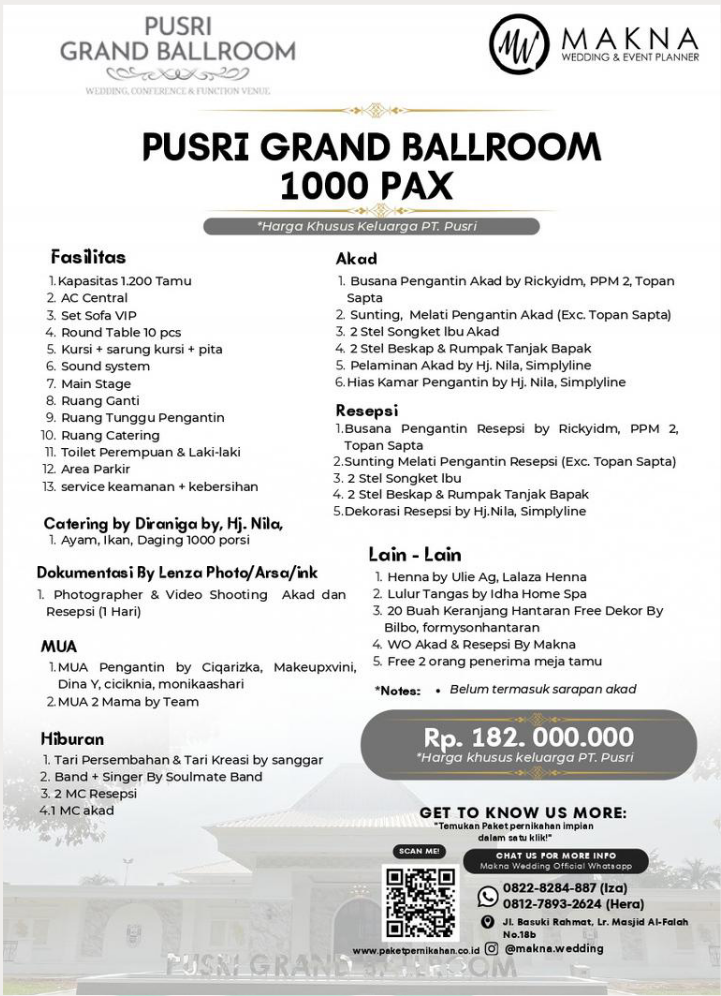 PUSRI
GRAND BALLROOM
WEDDING, CONFERENCE & FUNCTION VENUE
MW
MAKNA
WEDDING & EVENT PLANNER
PUSRI GRAND BALLROOM
1000 PAX
*Harga Khusus Keluarga PT. Pusri
Fasilitas
1. Kapasitas 1.200 Tamu
2. AC Central
3. Set Sofa VIP
4. Round Table 10 pcs
5. Kursi + sarung kursi + pita
6. Sound system
7. Main Stage
8. Ruang Ganti
9. Ruang Tunggu Pengantin
10. Ruang Catering
11. Toilet Perempuan & Laki-laki
12. Area Parkir
13. service keamanan + kebersihan
Catering by Diraniga by, Hj. Nila,
1. Ayam, Ikan, Daging 1000 porsi
Dokumentasi By Lenza Photo/Arsa/ink
1. Photographer & Video Shooting Akad dan
Resepsi (1 Hari)
MUA
1. MUA Pengantin by Ciqarizka, Makeupxvini,
Dina Y, ciciknia, monikaashari
2. MUA 2 Mama by Team
Hiburan
1. Tari Persembahan & Tari Kreasi by sanggar
2. Band + Singer By Soulmate Band
3. 2 MC Resepsi
4.1 MC akad
Akad
1. Busana Pengantin Akad by Rickyidm, PPM 2, Topan
Sapta
2. Sunting, Melati Pengantin Akad (Exc. Topan Sapta)
3. 2 Stel Songket Ibu Akad
4. 2 Stel Beskap & Rumpak Tanjak Bapak
5. Pelaminan Akad by Hj. Nila, Simplyline
6. Hias Kamar Pengantin by Hj. Nila, Simplyline
Resepsi
1. Busana Pengantin Resepsi by Rickyidm, PPM 2,
Topan Sapta
2. Sunting Melati Pengantin Resepsi (Exc. Topan Sapta)
3. 2 Stel Songket Ibu
4. 2 Stel Beskap & Rumpak Tanjak Bapak
5. Dekorasi Resepsi by Hj.Nila, Simplyline
Lain - Lain
1. Henna by Ulie Ag, Lalaza Henna
2. Lulur Tangas by Idha Home Spa
3. 20 Buah Keranjang Hantaran Free Dekor By
Bilbo, formysonhantaran
4. WO Akad & Resepsi By Makna
5. Free 2 orang penerima meja tamu
*Notes: • Belum termasuk sarapan akad
Rp. 182. 000.000
*Harga khusus keluarga PT. Pusri
GET TO KNOW US MORE:
"Temukan Paket pernikahan impian
dalam satu klik!"
SCAN ME!
CHAT US FOR MORE INFO
Makna Wedding Official Whatsapp
0822-8284-887 (Iza)
0812-7893-2624 (Hera)
Jl. Basuki Rahmat, Lr. Masjid Al-Falah
No.18b
www.paketpernikahan.co.id @makna.wedding
PUSRI GRAND BALLROOM